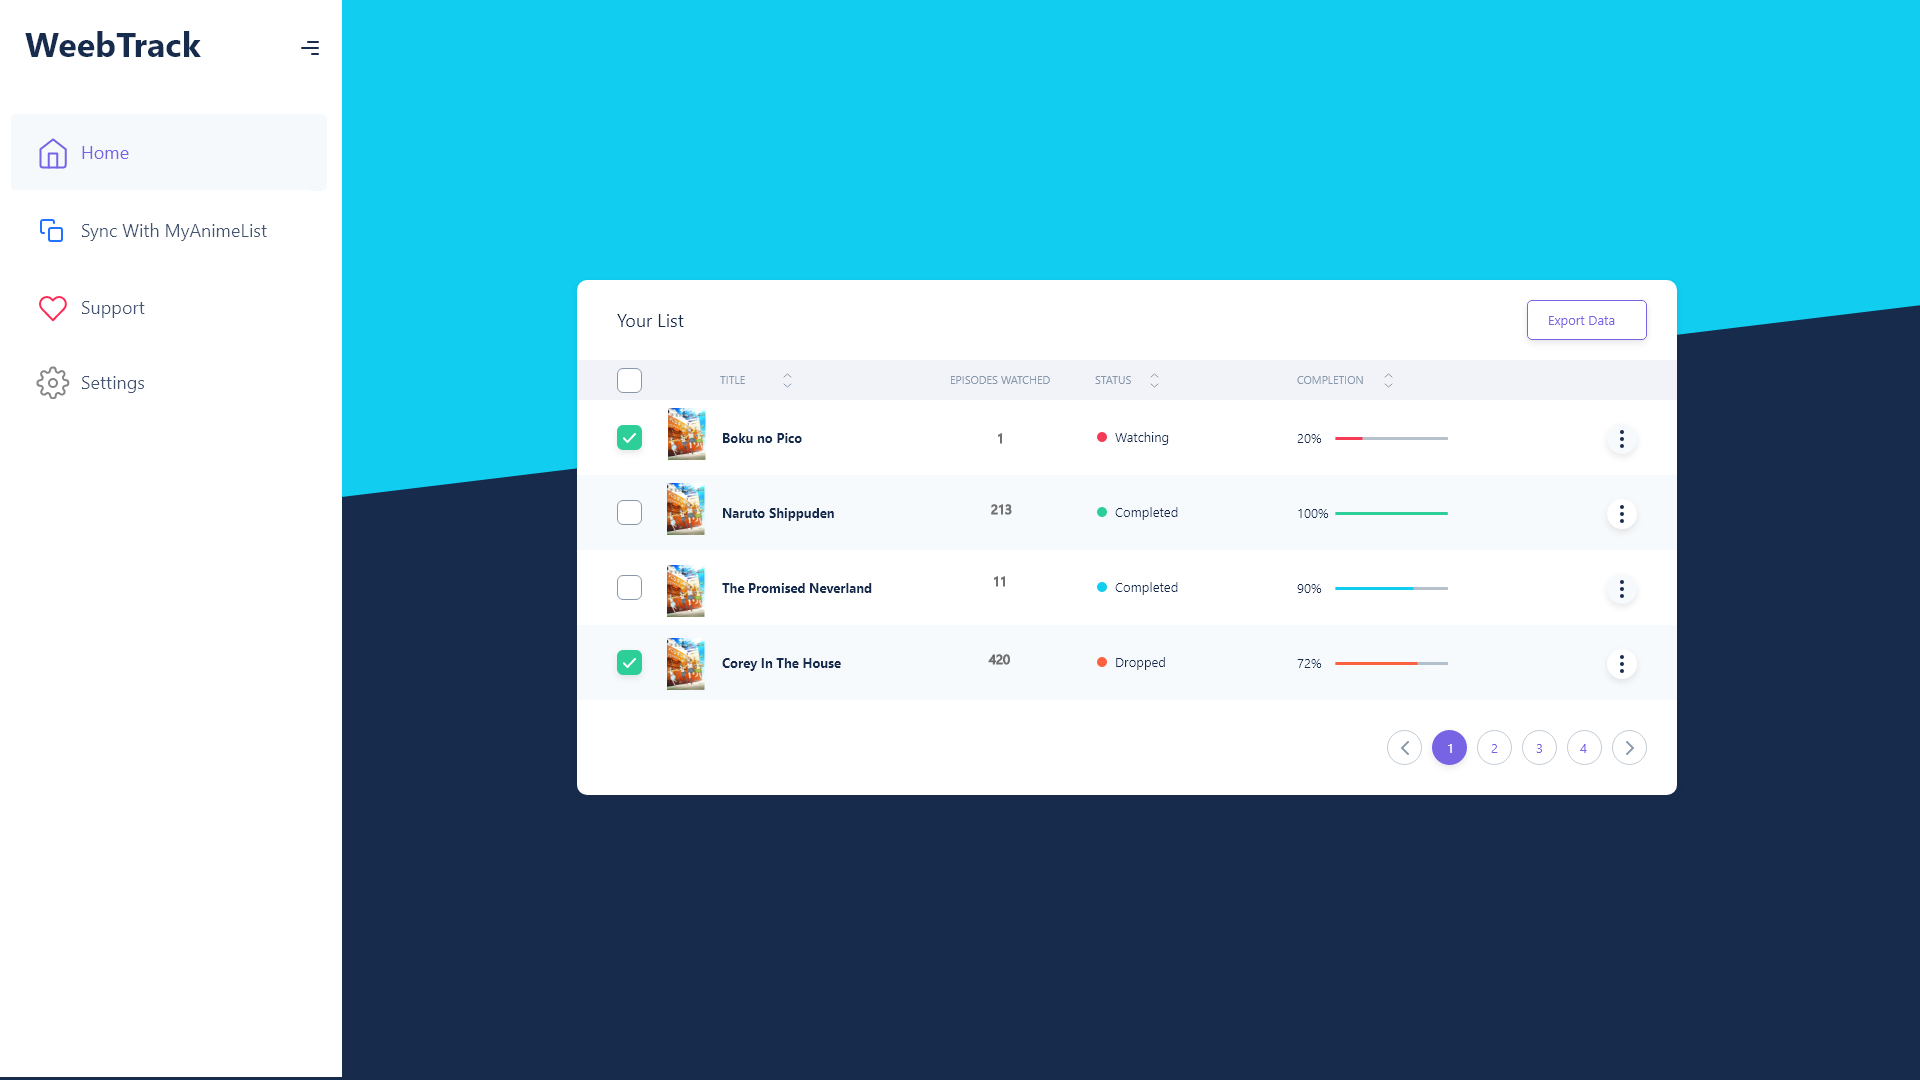 WeebTrack
Home
Sync With MyAnimeList
Support
Settings
Your List
Export Data
TITLE EPISODES WATCHED STATUS COMPLETION
Boku no Pico 1 Watching 20%
Naruto Shippuden 213 Completed 100%
The Promised Neverland 11 Completed 90%
Corey In The House 420 Dropped 72%
1 2 3 4